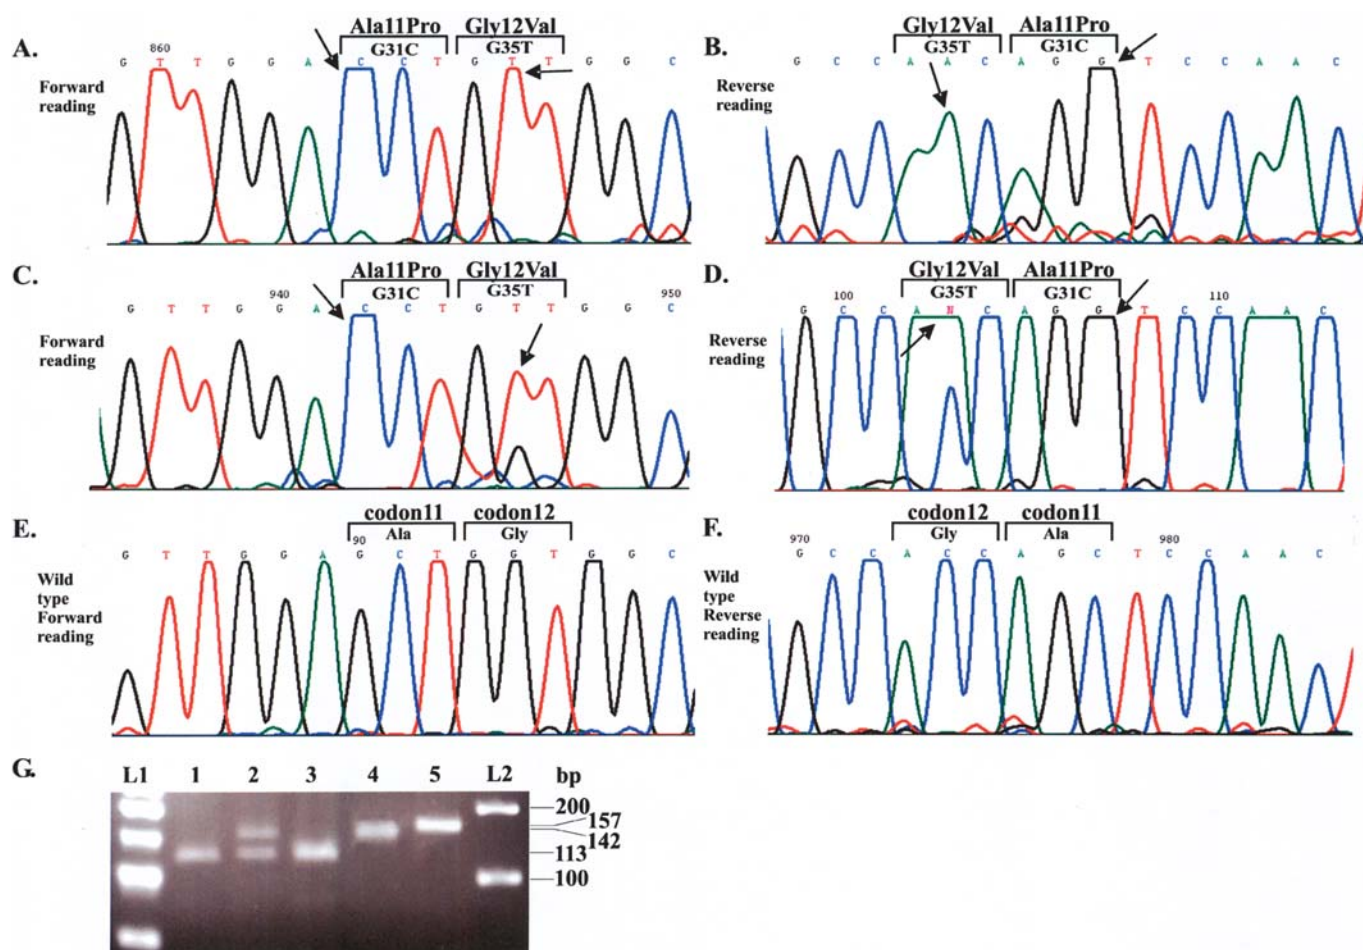 A.
Ala11Pro Gly12Val
G31C G35T
860
G T T G G A C C T G T T G G C
Forward
reading
B.
Gly12Val Ala11Pro
G35T G31C
G C C A A C A G G T C C A A C
Reverse
reading
C.
Ala11Pro Gly12Val
G31C G35T
940 950
G T T G G A C C T G T T G G C
Forward
reading
D.
Gly12Val Ala11Pro
G35T G31C
100 110
G C C A N C A G G T C C A A C
Reverse
reading
E.
codon11 codon12
Ala Gly
90
G T T G G A G C T G G T G G C
Wild
type
Forward
reading
F.
codon12 codon11
Gly Ala
970 980
G C C A C C A G C T C C A A C
Wild
type
Reverse
reading
G.
L1 1 2 3 4 5 L2 bp
200
157
142
113
100